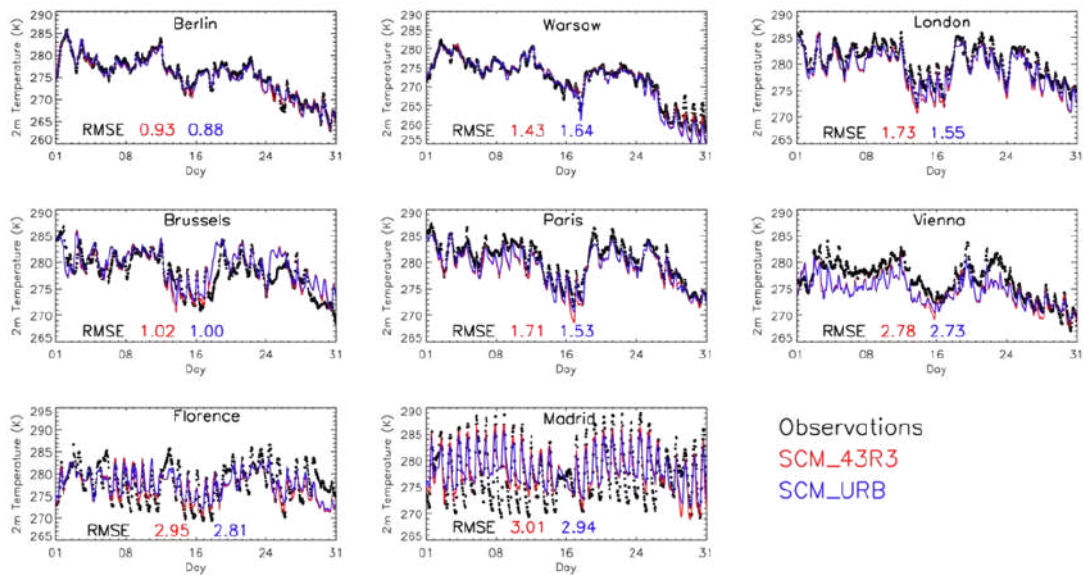 Berlin
2m Temperature (K)
290
285
280
275
270
265
260
RMSE 0.93 0.88
01 08 16 24 31
Day
Warsaw
2m Temperature (K)
290
285
280
275
270
265
260
255
RMSE 1.43 1.64
01 08 16 24 31
Day
London
2m Temperature (K)
290
285
280
275
270
265
RMSE 1.73 1.55
01 08 16 24 31
Day
Brussels
2m Temperature (K)
290
285
280
275
270
265
RMSE 1.02 1.00
01 08 16 24 31
Day
Paris
2m Temperature (K)
290
285
280
275
270
265
RMSE 1.71 1.53
01 08 16 24 31
Day
Vienna
2m Temperature (K)
290
285
280
275
270
265
RMSE 2.78 2.73
01 08 16 24 31
Day
Florence
2m Temperature (K)
295
290
285
280
275
270
265
RMSE 2.95 2.81
01 08 16 24 31
Day
Madrid
2m Temperature (K)
290
285
280
275
270
265
RMSE 3.01 2.94
01 08 16 24 31
Day
Observations
SCM_43R3
SCM_URB